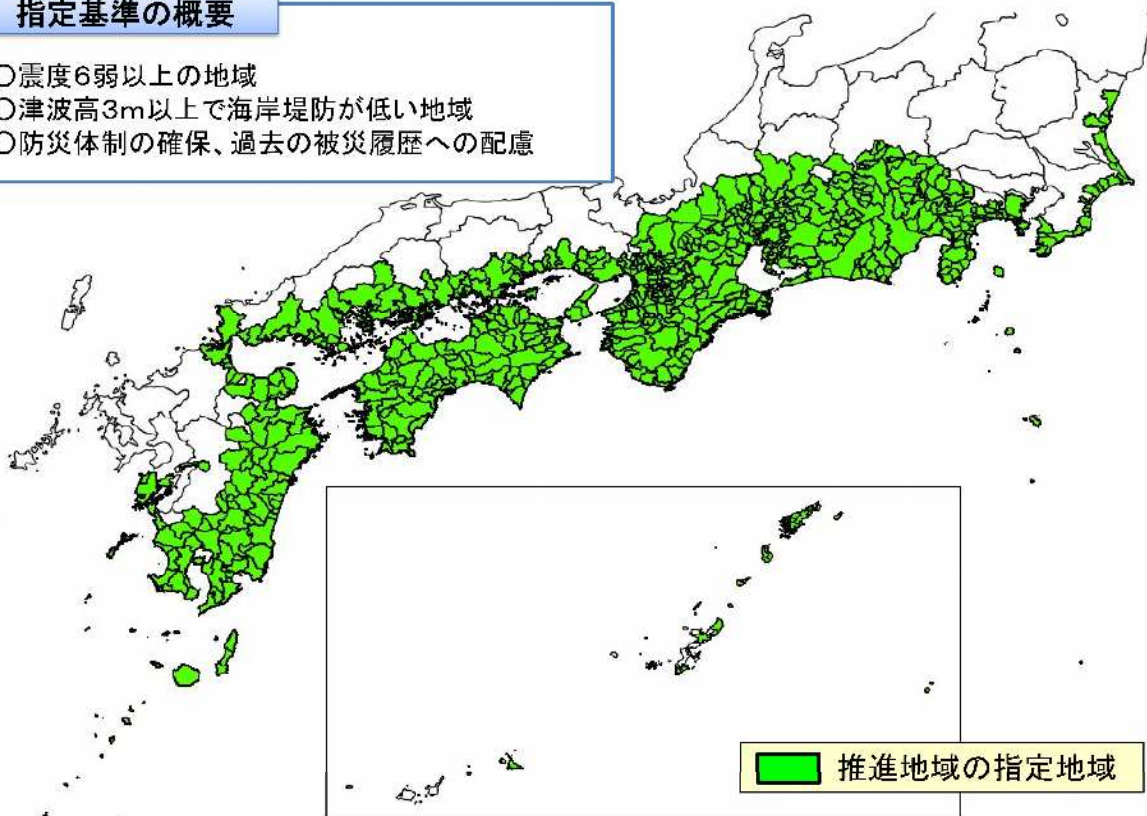 指定基準の概要
○震度6弱以上の地域
○津波高3m以上で海岸堤防が低い地域
○防災体制の確保、過去の被災履歴への配慮
推進地域の指定地域